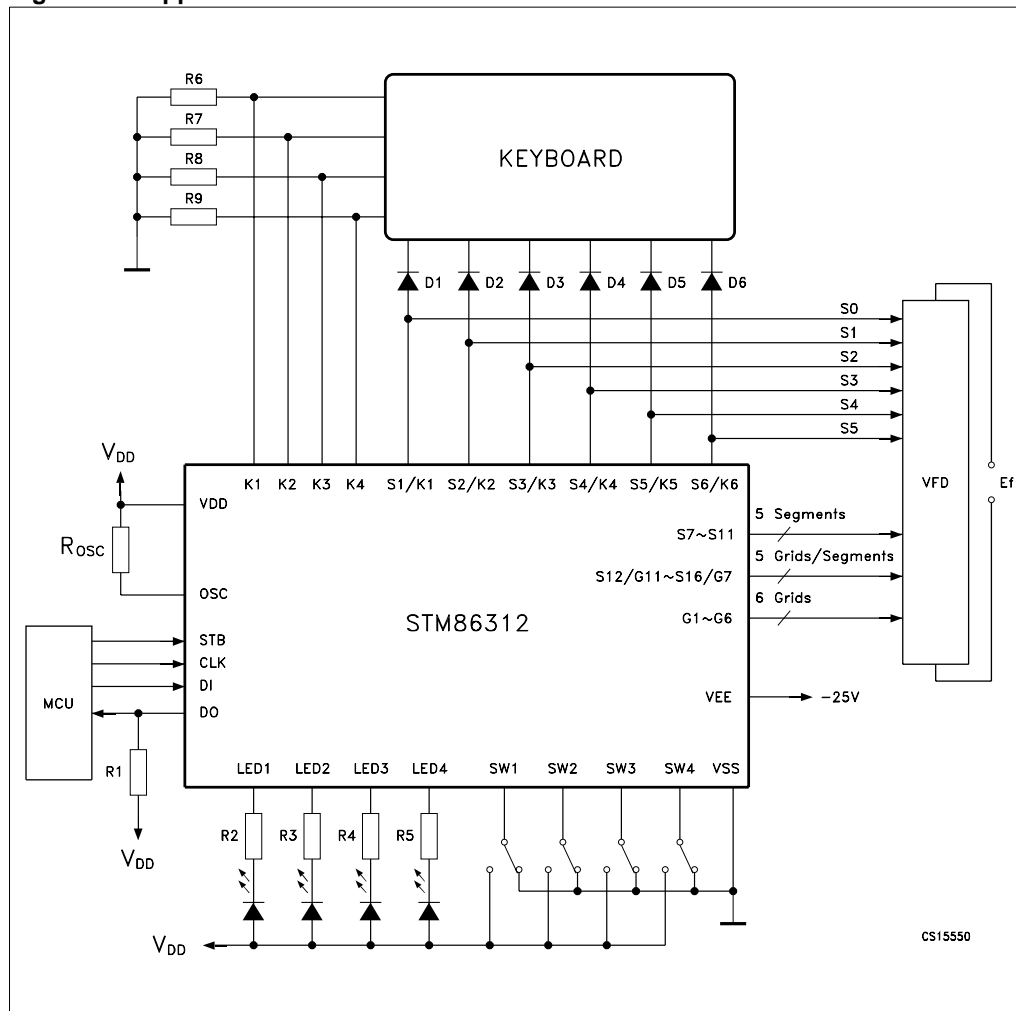 R6
R7
R8
R9
KEYBOARD
D1 D2 D3 D4 D5 D6
S0
S1
S2
S3
S4
S5
VDD
K1 K2 K3 K4 S1/K1 S2/K2 S3/K3 S4/K4 S5/K5 S6/K6
VDD
ROSC
OSC
VFD
Ef
5 Segments
S7~S11
5 Grids/Segments
S12/G11~S16/G7
6 Grids
G1~G6
STM86312
STB
CLK
DI
DO
MCU
VEE
-25V
R1
VDD
LED1 LED2 LED3 LED4 SW1 SW2 SW3 SW4 VSS
R2 R3 R4 R5
VDD
CS15550